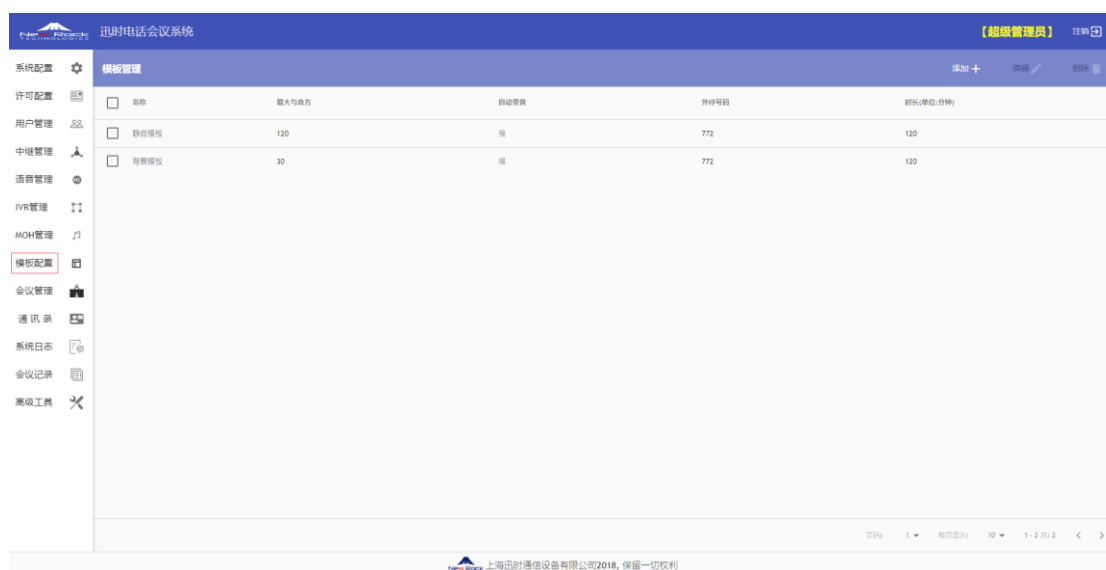 New Rock
TECHNOLOGIES
迅时电话会议系统
【超级管理员】 注销
系统配置
许可配置
用户管理
中继管理
语音管理
IVR管理
MOH管理
模板配置
会议管理
通讯录
系统日志
会议记录
高级工具
模板管理 添加 编辑 删除
名称 最大与会方 自动录音 外呼号码 时长(单位:分钟)
静音模板 120 是 772 120
背景模板 30 是 772 120
页码: 1 每页显示: 10 1 - 2 共: 2
New Rock 上海迅时通信设备有限公司2018, 保留一切权利